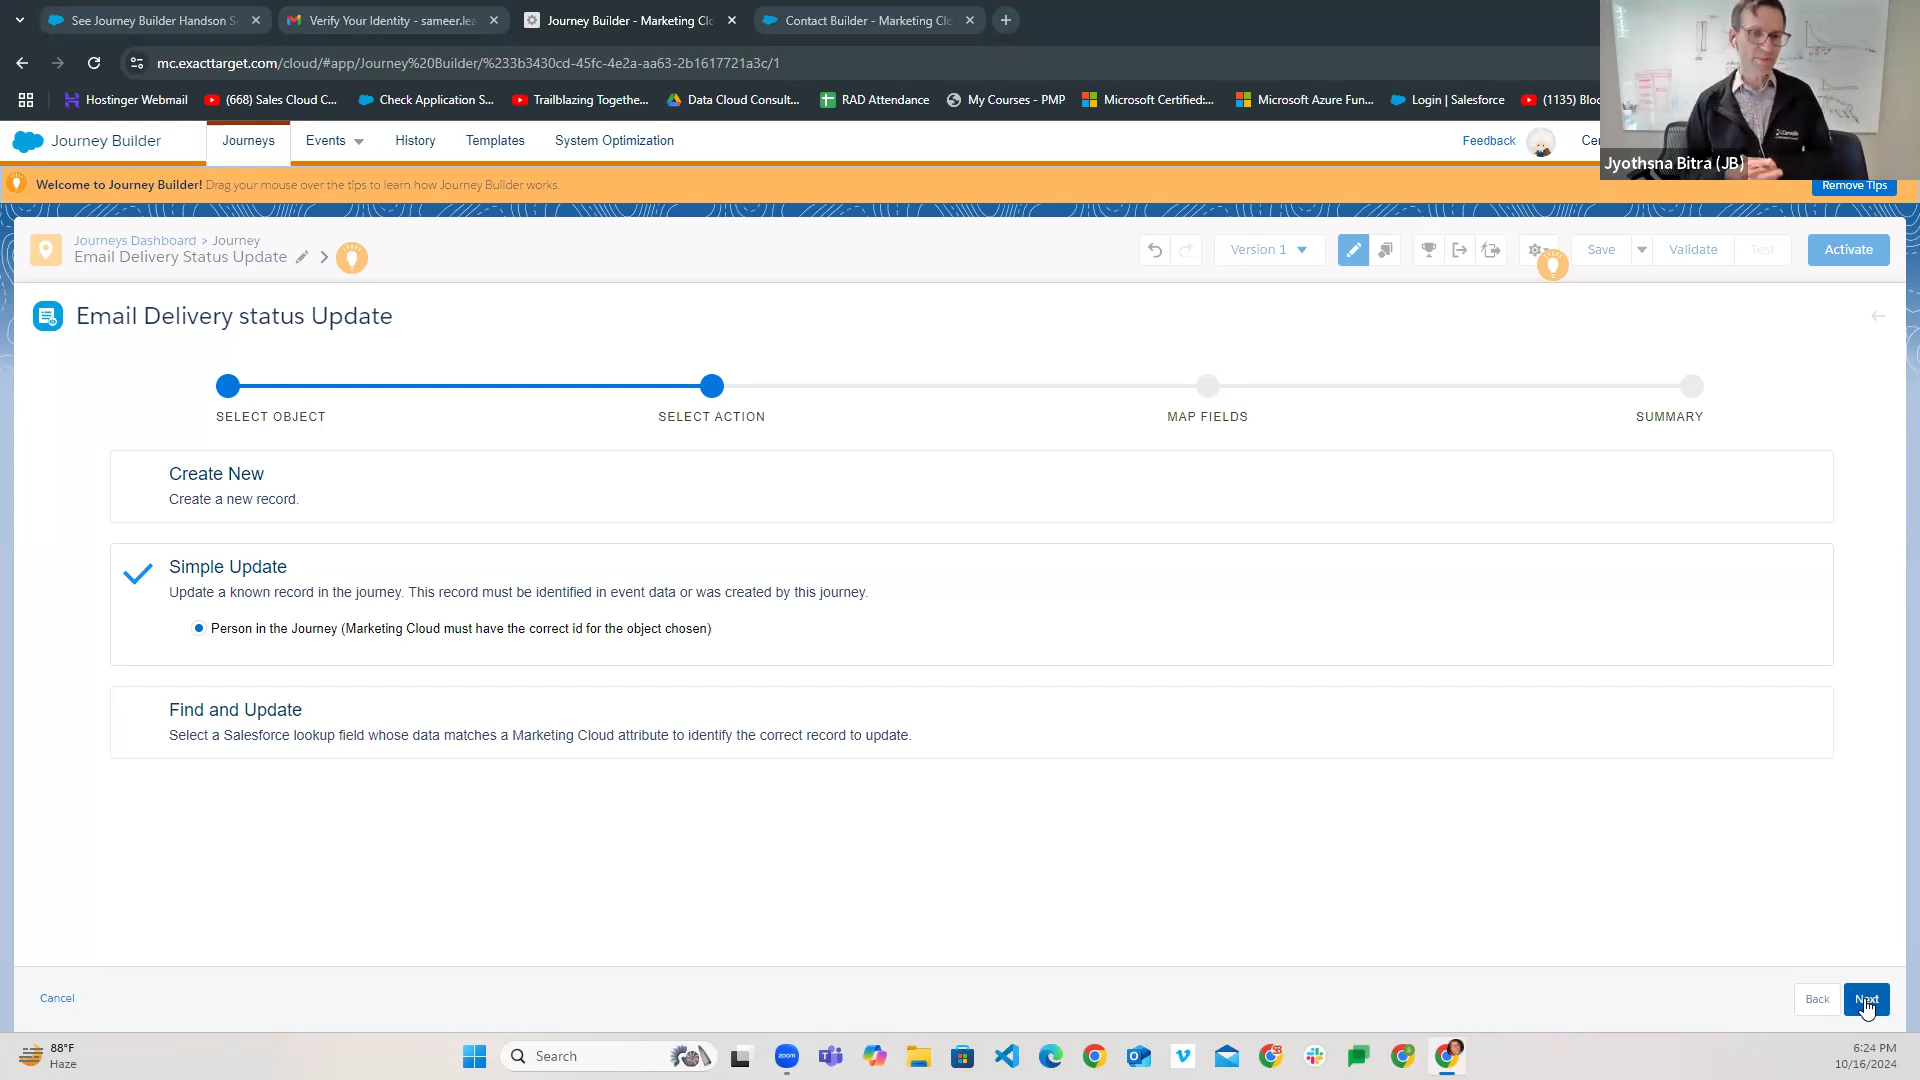 See Journey Builder Handson S
Verify Your Identity - sameer.lea
Journey Builder - Marketing Clo
Contact Builder - Marketing Clo
mc.exacttarget.com/cloud/#app/Journey%20Builder/%233b3430cd-45fc-4e2a-aa63-2b1617721a3c/1
Hostinger Webmail
(668) Sales Cloud C...
Check Application S...
Trailblazing Togethe...
Data Cloud Consult...
RAD Attendance
My Courses - PMP
Microsoft Certified:...
Microsoft Azure Fun...
Login | Salesforce
(1135) Bloc
Journey Builder
Journeys
Events
History
Templates
System Optimization
Feedback
Cer
Jyothsna Bitra (JB)
Welcome to Journey Builder! Drag your mouse over the tips to learn how Journey Builder works.
Remove Tips
Journeys Dashboard > Journey
Email Delivery Status Update
Version 1
Save
Validate
Test
Activate
Email Delivery status Update
SELECT OBJECT
SELECT ACTION
MAP FIELDS
SUMMARY
Create New
Create a new record.
Simple Update
Update a known record in the journey. This record must be identified in event data or was created by this journey.
Person in the Journey (Marketing Cloud must have the correct id for the object chosen)
Find and Update
Select a Salesforce lookup field whose data matches a Marketing Cloud attribute to identify the correct record to update.
Cancel
Back
Next
88°F
Haze
Search
zoom
6:24 PM
10/16/2024